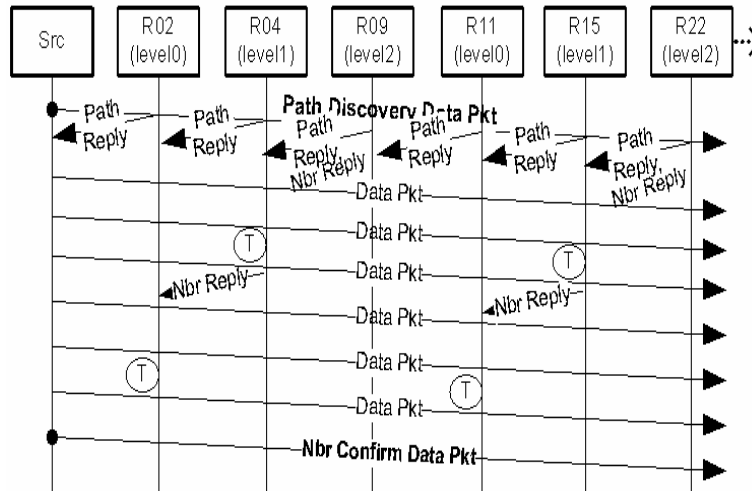 Src
R02
(level0)
R04
(level1)
R09
(level2)
R11
(level0)
R15
(level1)
R22
(level2)
Path Discovery Data Pkt
Path
Reply
Path
Reply
Path
Reply,
Nbr Reply
Path
Reply
Path
Reply
Path
Reply,
Nbr Reply
Data Pkt
Data Pkt
T
T
Data Pkt
Nbr Reply
Nbr Reply
Data Pkt
Data Pkt
T
T
Data Pkt
Nbr Confirm Data Pkt